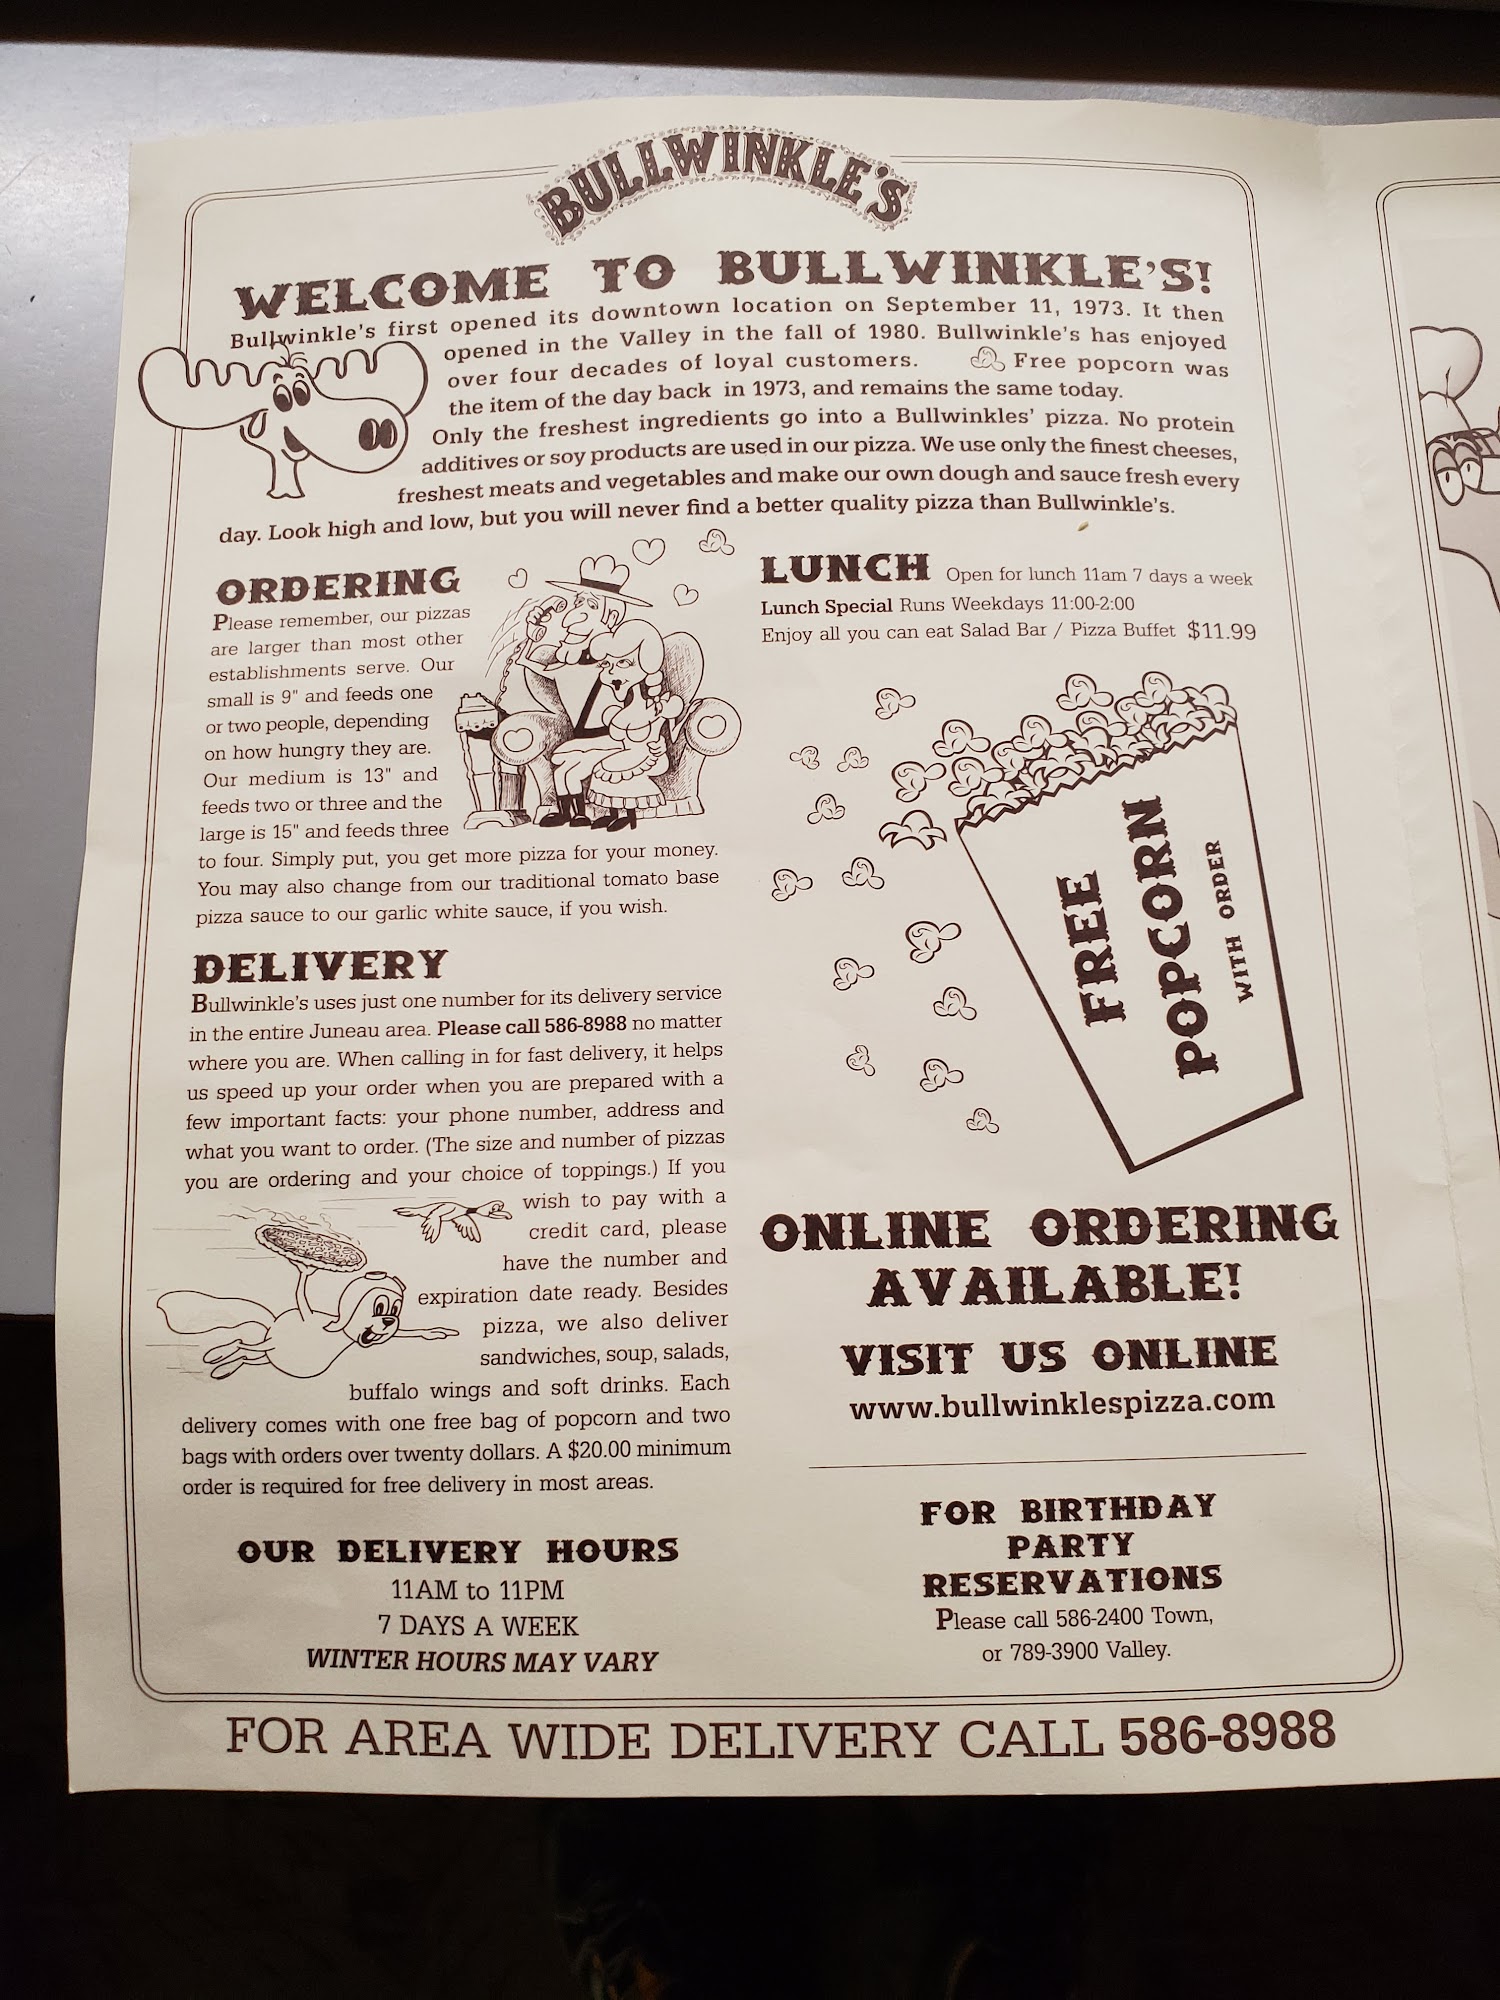 BULLWINKLE'S
WELCOME TO BULLWINKLE'S!
Bullwinkle's first opened its downtown location on September 11, 1973. It then
opened in the Valley in the fall of 1980. Bullwinkle's has enjoyed
over four decades of loyal customers. Free popcorn was
the item of the day back in 1973, and remains the same today.
Only the freshest ingredients go into a Bullwinkles' pizza. No protein
additives or soy products are used in our pizza. We use only the finest cheeses,
freshest meats and vegetables and make our own dough and sauce fresh every
day. Look high and low, but you will never find a better quality pizza than Bullwinkle's.
ORDERING
Please remember, our pizzas
are larger than most other
establishments serve. Our
small is 9" and feeds one
or two people, depending
on how hungry they are.
Our medium is 13" and
feeds two or three and the
large is 15" and feeds three
to four. Simply put, you get more pizza for your money.
You may also change from our traditional tomato base
pizza sauce to our garlic white sauce, if you wish.
DELIVERY
Bullwinkle's uses just one number for its delivery service
in the entire Juneau area. Please call 586-8988 no matter
where you are. When calling in for fast delivery, it helps
us speed up your order when you are prepared with a
few important facts: your phone number, address and
what you want to order. (The size and number of pizzas
you are ordering and your choice of toppings.) If you
wish to pay with a
credit card, please
have the number and
expiration date ready. Besides
pizza, we also deliver
sandwiches, soup, salads,
buffalo wings and soft drinks. Each
delivery comes with one free bag of popcorn and two
bags with orders over twenty dollars. A $20.00 minimum
order is required for free delivery in most areas.
OUR DELIVERY HOURS
11AM to 11PM
7 DAYS A WEEK
WINTER HOURS MAY VARY
LUNCH Open for lunch 11am 7 days a week
Lunch Special Runs Weekdays 11:00-2:00
Enjoy all you can eat Salad Bar / Pizza Buffet $11.99
FREE
POPCORN
WITH ORDER
ONLINE ORDERING
AVAILABLE!
VISIT US ONLINE
www.bullwinklespizza.com
FOR BIRTHDAY
PARTY
RESERVATIONS
Please call 586-2400 Town,
or 789-3900 Valley.
FOR AREA WIDE DELIVERY CALL 586-8988